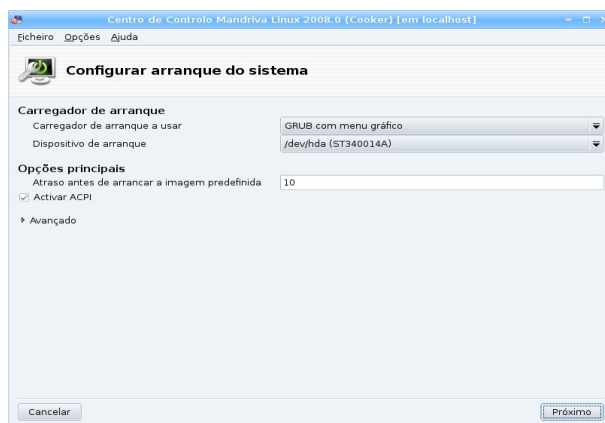 Centro de Controlo Mandriva Linux 2008.0 (Cooker) [em localhost]
Ficheiro Opções Ajuda
Configurar arranque do sistema
Carregador de arranque
Carregador de arranque a usar GRUB com menu gráfico
Dispositivo de arranque /dev/hda (ST340014A)
Opções principais
Atraso antes de arrancar a imagem predefinida 10
Activar ACPI
Avançado
Cancelar Próximo